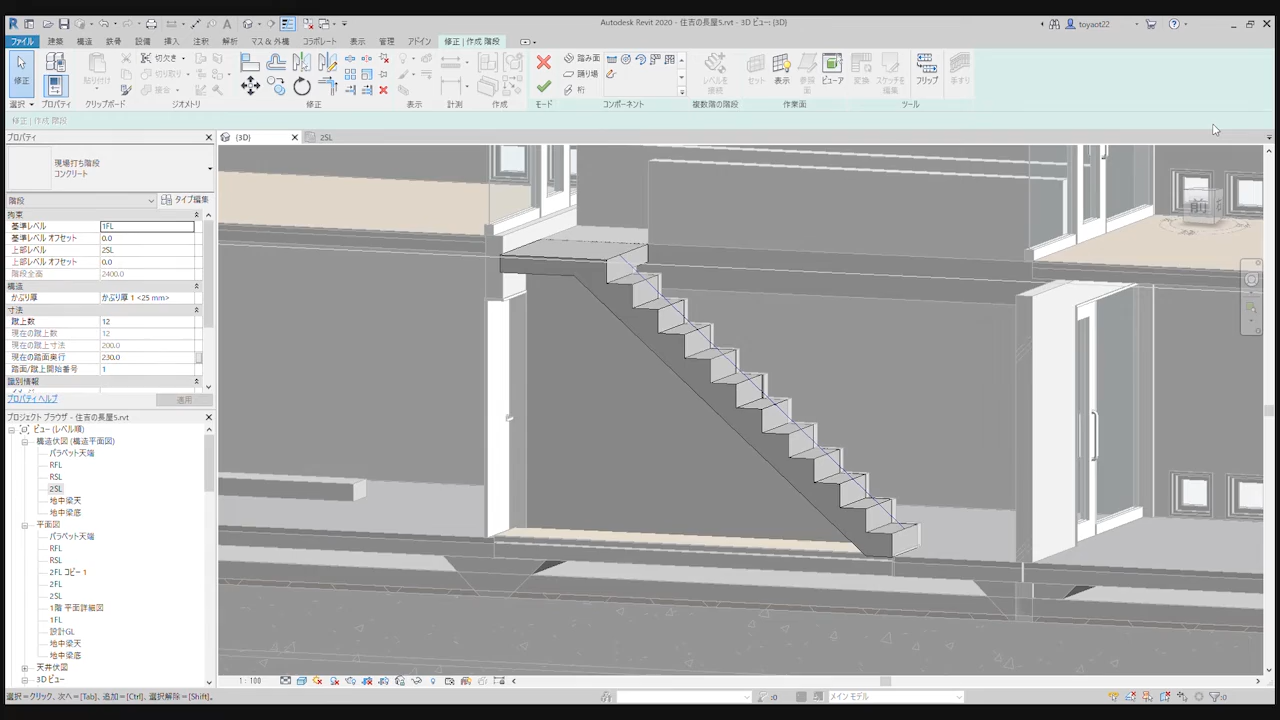 Autodesk Revit 2020 - 住吉の長屋5.rvt - 3D ビュー: {3D}
toyaot22
ファイル 建築 構造 鉄骨 設備 挿入 注釈 解析 マス & 外構 コラボレート 表示 管理 アドイン 修正 | 作成 階段
修正 貼り付け 切欠き 切り取り 踏み面 踊り場 桁 レベルを接続 セット 表示 参照面 ビューア 変換 スケッチを編集 フリップ 手すり
選択 プロパティ クリップボード ジオメトリ 修正 表示 計測 作成 モード コンポーネント 複数階の階段 作業面 ツール
修正 | 作成 階段
プロパティ
{3D}
2SL
現場打ち階段
コンクリート
階段
タイプ編集
拘束
基準レベル 1FL
基準レベル オフセット 0.0
上部レベル 2SL
上部レベル オフセット 0.0
階段全高 2400.0
構造
かぶり厚 かぶり厚 1 <25 mm>
寸法
蹴上数 12
現在の蹴上数 12
現在の蹴上寸法 200.0
現在の踏面奥行 230.0
踏面/蹴上開始番号 1
識別情報
プロパティ ヘルプ
適用
プロジェクト ブラウザ - 住吉の長屋5.rvt
ビュー (レベル順)
構造伏図 (構造平面図)
パラペット天端
RFL
RSL
2SL
地中梁天
地中梁底
平面図
パラペット天端
RFL
RSL
2FL コピー 1
2FL
2SL
1階 平面詳細図
1FL
設計GL
地中梁天
地中梁底
天井伏図
3D ビュー
前
1 : 100
選択＝クリック、次へ＝[Tab]、追加＝[Ctrl]、選択解除＝[Shift]。
:0
メイン モデル
:0